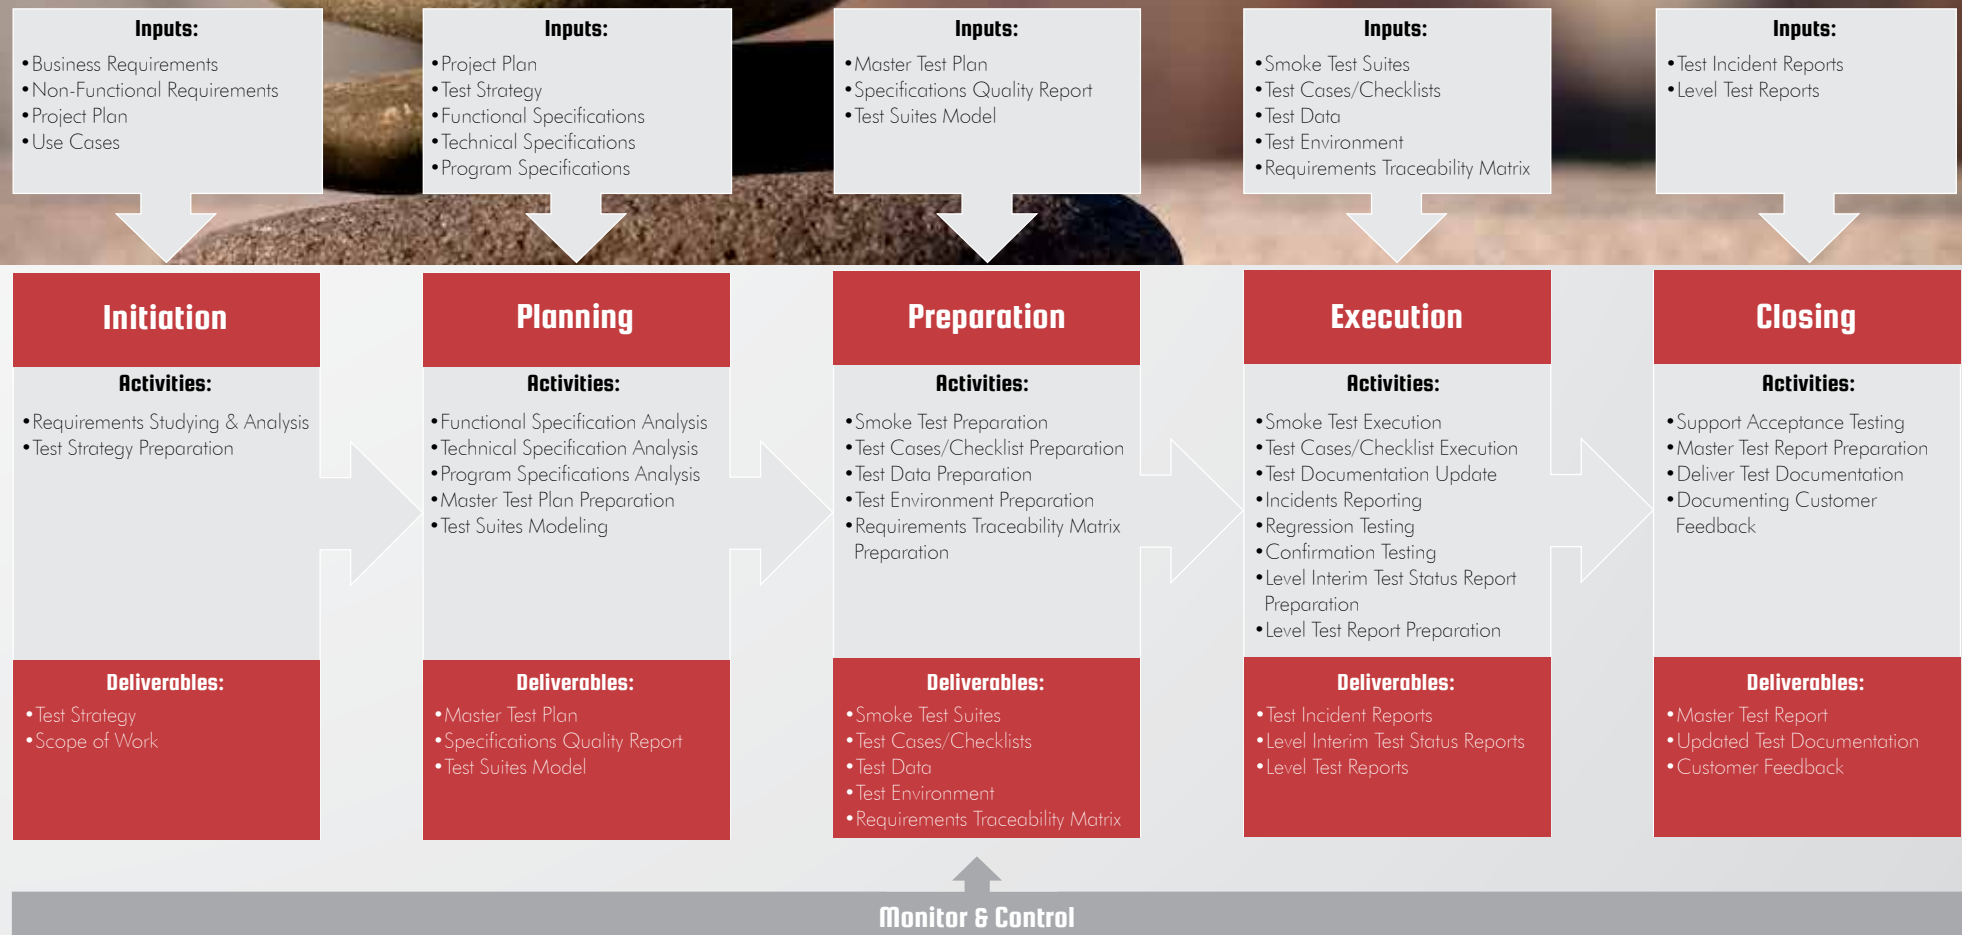 Inputs:
•Business Requirements
•Non-Functional Requirements
•Project Plan
•Use Cases
Inputs:
•Project Plan
•Test Strategy
•Functional Specifications
•Technical Specifications
•Program Specifications
Inputs:
•Master Test Plan
•Specifications Quality Report
•Test Suites Model
Inputs:
•Smoke Test Suites
•Test Cases/Checklists
•Test Data
•Test Environment
•Requirements Traceability Matrix
Inputs:
•Test Incident Reports
•Level Test Reports
Initiation
Activities:
•Requirements Studying & Analysis
•Test Strategy Preparation
Deliverables:
•Test Strategy
•Scope of Work
Planning
Activities:
•Functional Specification Analysis
•Technical Specification Analysis
•Program Specifications Analysis
•Master Test Plan Preparation
•Test Suites Modeling
Deliverables:
•Master Test Plan
•Specifications Quality Report
•Test Suites Model
Preparation
Activities:
•Smoke Test Preparation
•Test Cases/Checklist Preparation
•Test Data Preparation
•Test Environment Preparation
•Requirements Traceability Matrix
Preparation
Deliverables:
•Smoke Test Suites
•Test Cases/Checklists
•Test Data
•Test Environment
•Requirements Traceability Matrix
Execution
Activities:
•Smoke Test Execution
•Test Cases/Checklist Execution
•Test Documentation Update
•Incidents Reporting
•Regression Testing
•Confirmation Testing
•Level Interim Test Status Report
Preparation
•Level Test Report Preparation
Deliverables:
•Test Incident Reports
•Level Interim Test Status Reports
•Level Test Reports
Closing
Activities:
•Support Acceptance Testing
•Master Test Report Preparation
•Deliver Test Documentation
•Documenting Customer
Feedback
Deliverables:
•Master Test Report
•Updated Test Documentation
•Customer Feedback
Monitor & Control